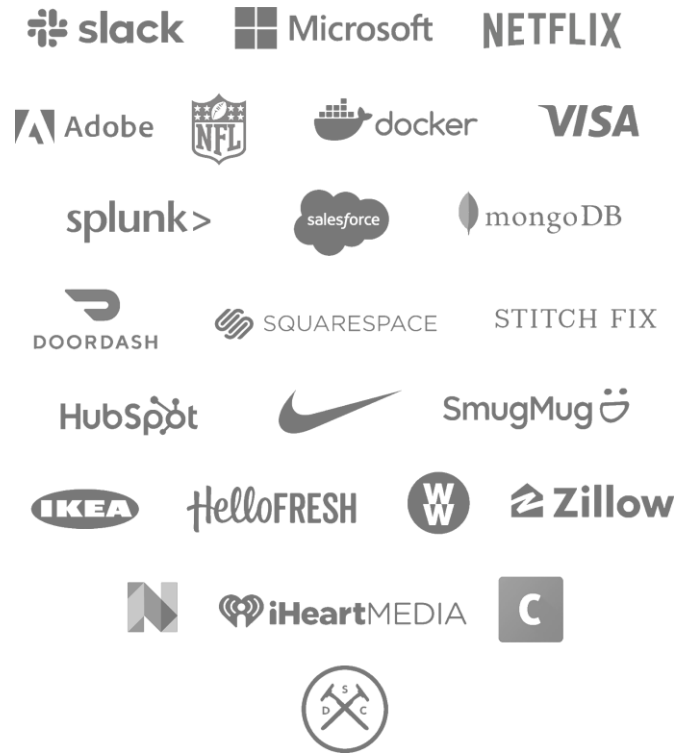 slack Microsoft NETFLIX
Adobe NFL docker VISA
splunk> salesforce mongoDB
DOORDASH SQUARESPACE STITCH FIX
HubSpot SmugMug
IKEA HelloFRESH WW Zillow
N iHeartMEDIA C
D S C